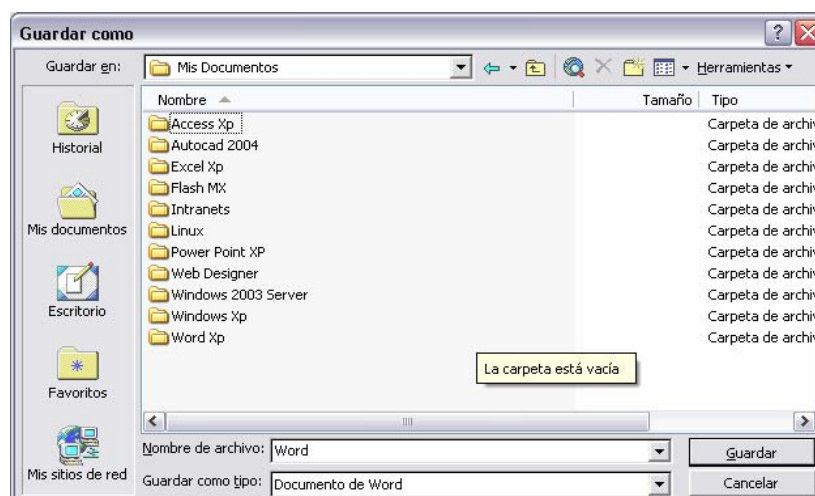 Guardar como
Guardar en: Mis Documentos Herramientas
Nombre Tamaño Tipo
Access Xp Carpeta de archiv
Autocad 2004 Carpeta de archiv
Excel Xp Carpeta de archiv
Flash MX Carpeta de archiv
Intranets Carpeta de archiv
Linux Carpeta de archiv
Power Point XP Carpeta de archiv
Web Designer Carpeta de archiv
Windows 2003 Server Carpeta de archiv
Windows Xp Carpeta de archiv
Word Xp Carpeta de archiv
La carpeta está vacía
Historial
Mis documentos
Escritorio
Favoritos
Mis sitios de red
Nombre de archivo: Word Guardar
Guardar como tipo: Documento de Word Cancelar